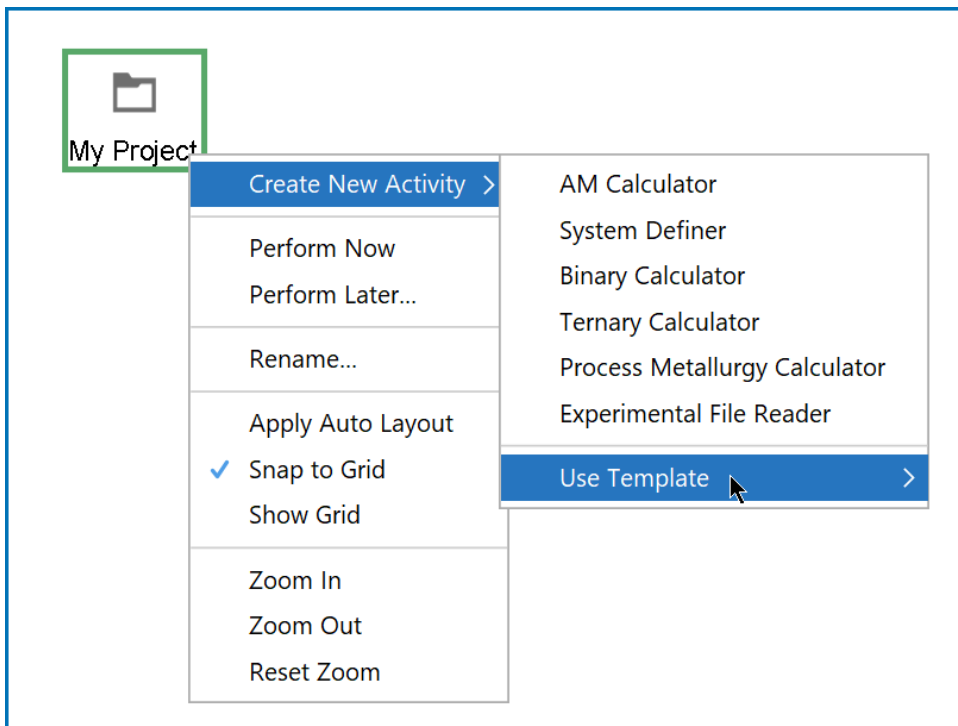 My Project
Create New Activity
Perform Now
Perform Later...
Rename...
Apply Auto Layout
Snap to Grid
Show Grid
Zoom In
Zoom Out
Reset Zoom
AM Calculator
System Definer
Binary Calculator
Ternary Calculator
Process Metallurgy Calculator
Experimental File Reader
Use Template